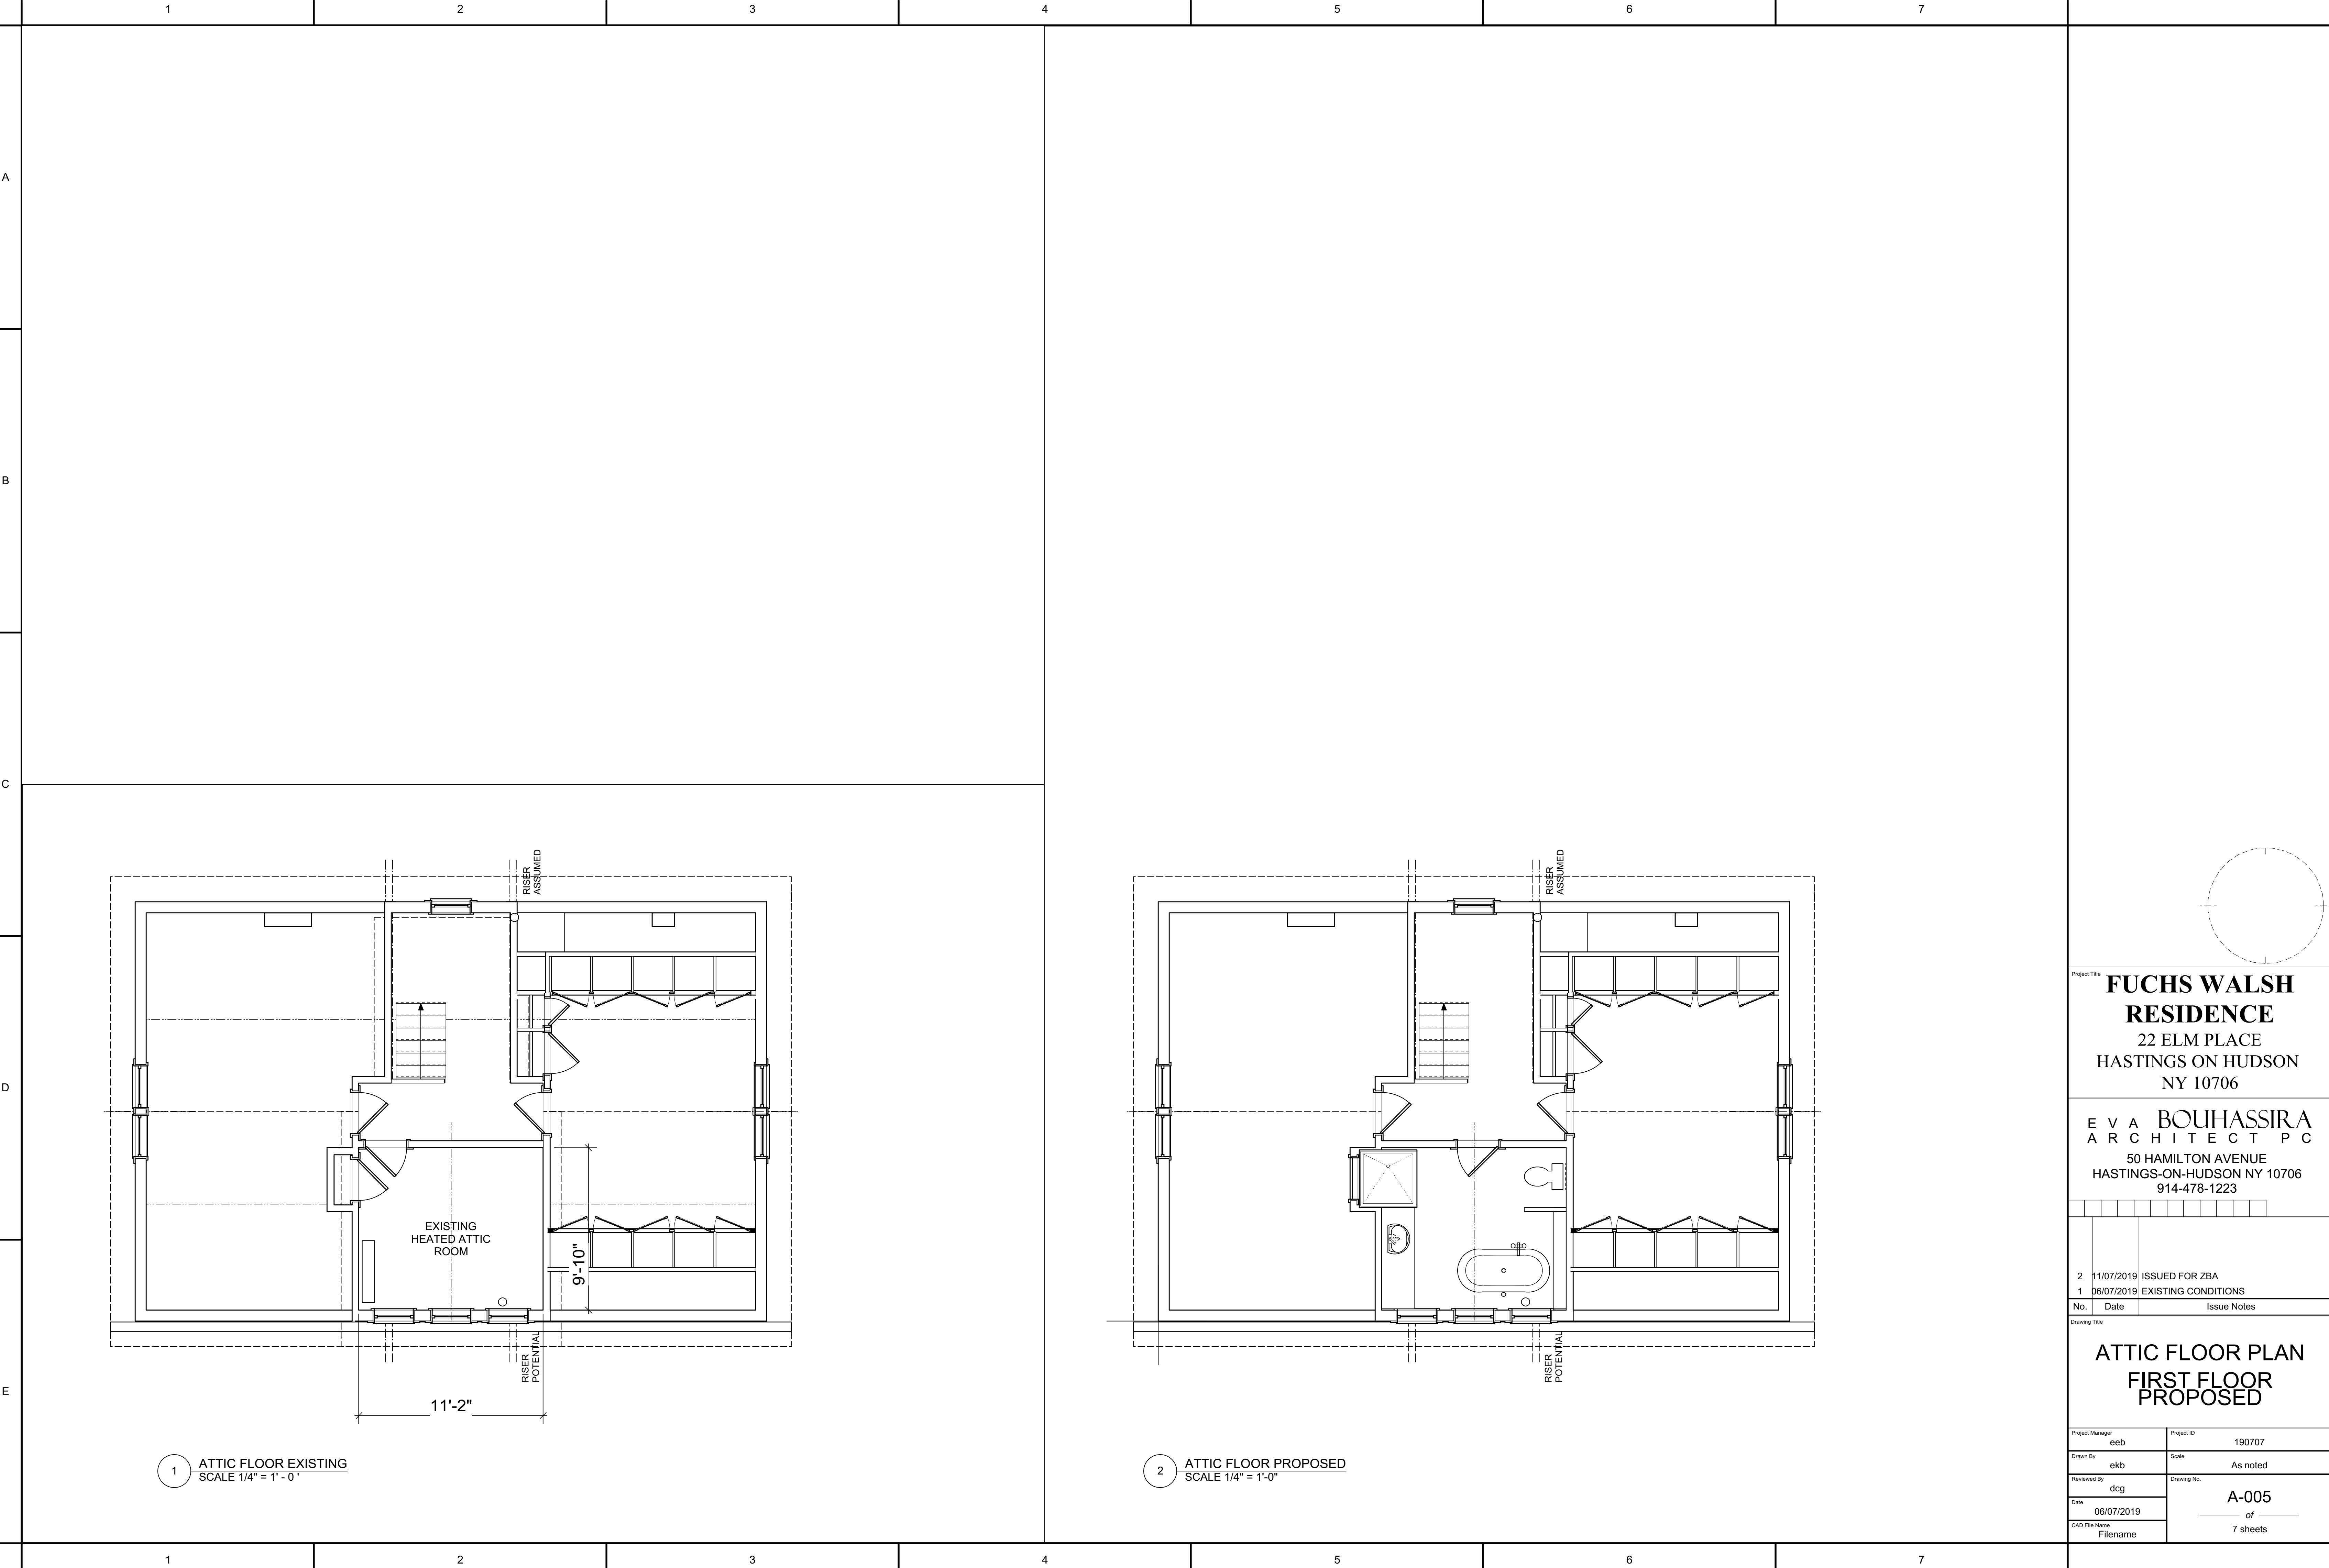 1 2 3 4 5 6 7
A
B
C
D
E
RISER
ASSUMED
EXISTING
HEATED ATTIC
ROOM
9'-10"
RISER
POTENTIAL
11'-2"
1 ATTIC FLOOR EXISTING
SCALE 1/4" = 1' - 0 '
RISER
ASSUMED
RISER
POTENTIAL
2 ATTIC FLOOR PROPOSED
SCALE 1/4" = 1'-0"
Project Title
FUCHS WALSH
RESIDENCE
22 ELM PLACE
HASTINGS ON HUDSON
NY 10706
EVA BOUHASSIRA
ARCHITECT PC
50 HAMILTON AVENUE
HASTINGS-ON-HUDSON NY 10706
914-478-1223
2 11/07/2019 ISSUED FOR ZBA
1 06/07/2019 EXISTING CONDITIONS
No. Date Issue Notes
Drawing Title
ATTIC FLOOR PLAN
FIRST FLOOR
PROPOSED
Project Manager
eeb
Project ID
190707
Drawn By
ekb
Scale
As noted
Reviewed By
dcg
Drawing No.
A-005
of
7 sheets
Date
06/07/2019
CAD File Name
Filename
1 2 3 4 5 6 7